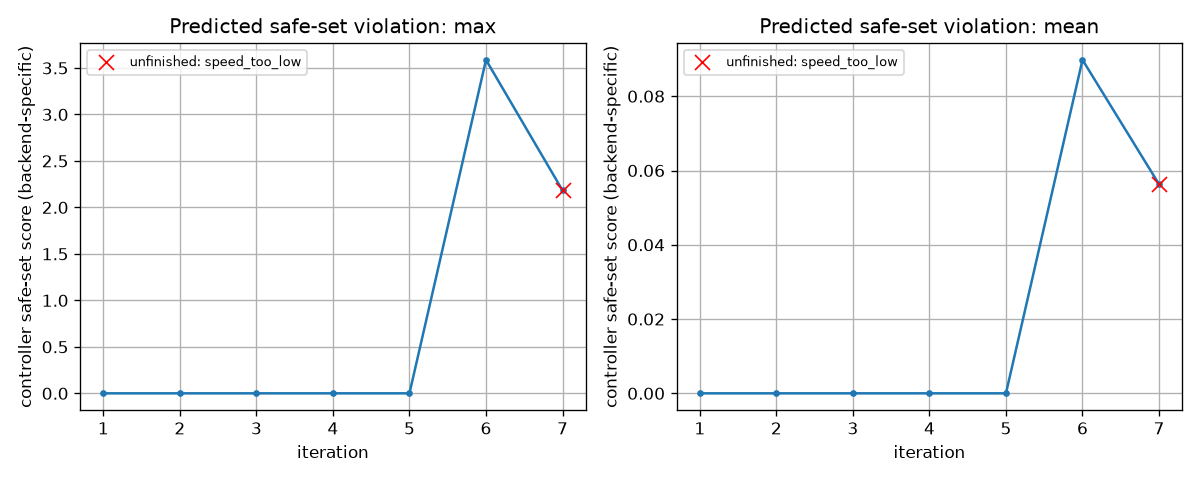 Predicted safe-set violation: max
controller safe-set score (backend-specific)
unfinished: speed_too_low
3.5
3.0
2.5
2.0
1.5
1.0
0.5
0.0
1 2 3 4 5 6 7
iteration
Predicted safe-set violation: mean
controller safe-set score (backend-specific)
unfinished: speed_too_low
0.08
0.06
0.04
0.02
0.00
1 2 3 4 5 6 7
iteration